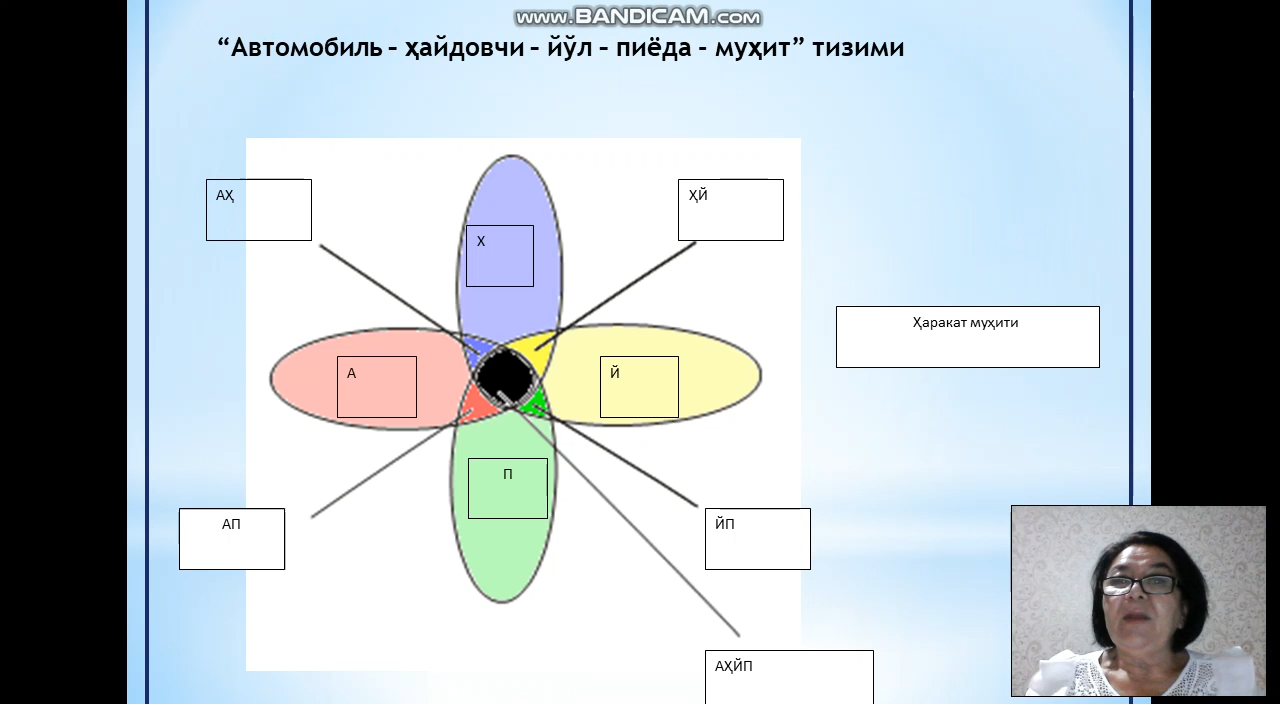 www.BANDICAM.com
“Автомобиль – ҳайдовчи – йўл – пиёда - муҳит” тизими
АҲ
ҲЙ
Х
Ҳаракат муҳити
А
Й
П
АП
ЙП
АҲЙП